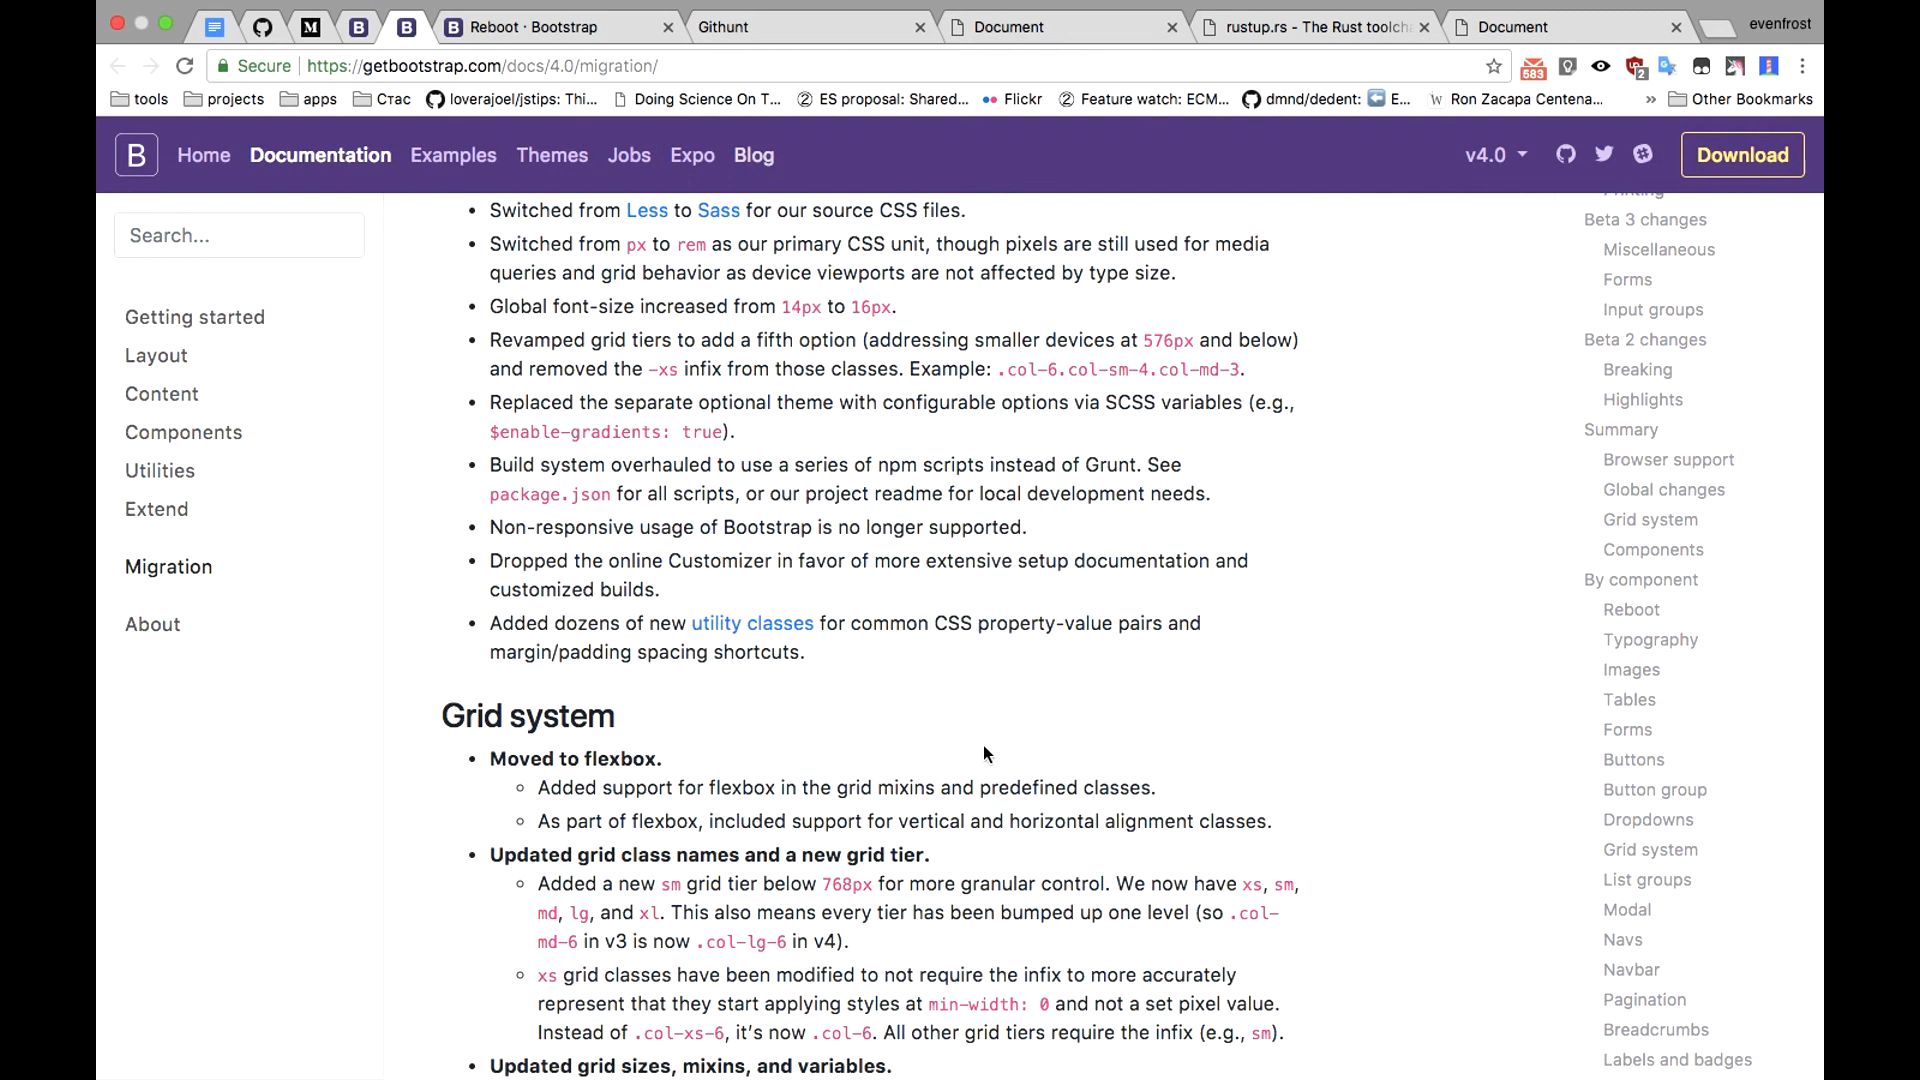 Reboot · Bootstrap
Githunt
Document
rustup.rs - The Rust toolcha
Document
evenfrost
Secure
https://getbootstrap.com/docs/4.0/migration/
583
2
tools
projects
apps
Стас
loverajoel/jstips: Thi...
Doing Science On T...
ES proposal: Shared...
Flickr
Feature watch: ECM...
dmnd/dedent: E...
Ron Zacapa Centena...
» Other Bookmarks
B
Home
Documentation
Examples
Themes
Jobs
Expo
Blog
v4.0
Download
Search...
Getting started
Layout
Content
Components
Utilities
Extend
Migration
About
• Switched from Less to Sass for our source CSS files.
• Switched from px to rem as our primary CSS unit, though pixels are still used for media
queries and grid behavior as device viewports are not affected by type size.
• Global font-size increased from 14px to 16px.
• Revamped grid tiers to add a fifth option (addressing smaller devices at 576px and below)
and removed the -xs infix from those classes. Example: .col-6.col-sm-4.col-md-3.
• Replaced the separate optional theme with configurable options via SCSS variables (e.g.,
$enable-gradients: true).
• Build system overhauled to use a series of npm scripts instead of Grunt. See
package.json for all scripts, or our project readme for local development needs.
• Non-responsive usage of Bootstrap is no longer supported.
• Dropped the online Customizer in favor of more extensive setup documentation and
customized builds.
• Added dozens of new utility classes for common CSS property-value pairs and
margin/padding spacing shortcuts.
Grid system
• Moved to flexbox.
◦ Added support for flexbox in the grid mixins and predefined classes.
◦ As part of flexbox, included support for vertical and horizontal alignment classes.
• Updated grid class names and a new grid tier.
◦ Added a new sm grid tier below 768px for more granular control. We now have xs, sm,
md, lg, and xl. This also means every tier has been bumped up one level (so .col-
md-6 in v3 is now .col-lg-6 in v4).
◦ xs grid classes have been modified to not require the infix to more accurately
represent that they start applying styles at min-width: 0 and not a set pixel value.
Instead of .col-xs-6, it’s now .col-6. All other grid tiers require the infix (e.g., sm).
• Updated grid sizes, mixins, and variables.
Printing
Beta 3 changes
Miscellaneous
Forms
Input groups
Beta 2 changes
Breaking
Highlights
Summary
Browser support
Global changes
Grid system
Components
By component
Reboot
Typography
Images
Tables
Forms
Buttons
Button group
Dropdowns
Grid system
List groups
Modal
Navs
Navbar
Pagination
Breadcrumbs
Labels and badges